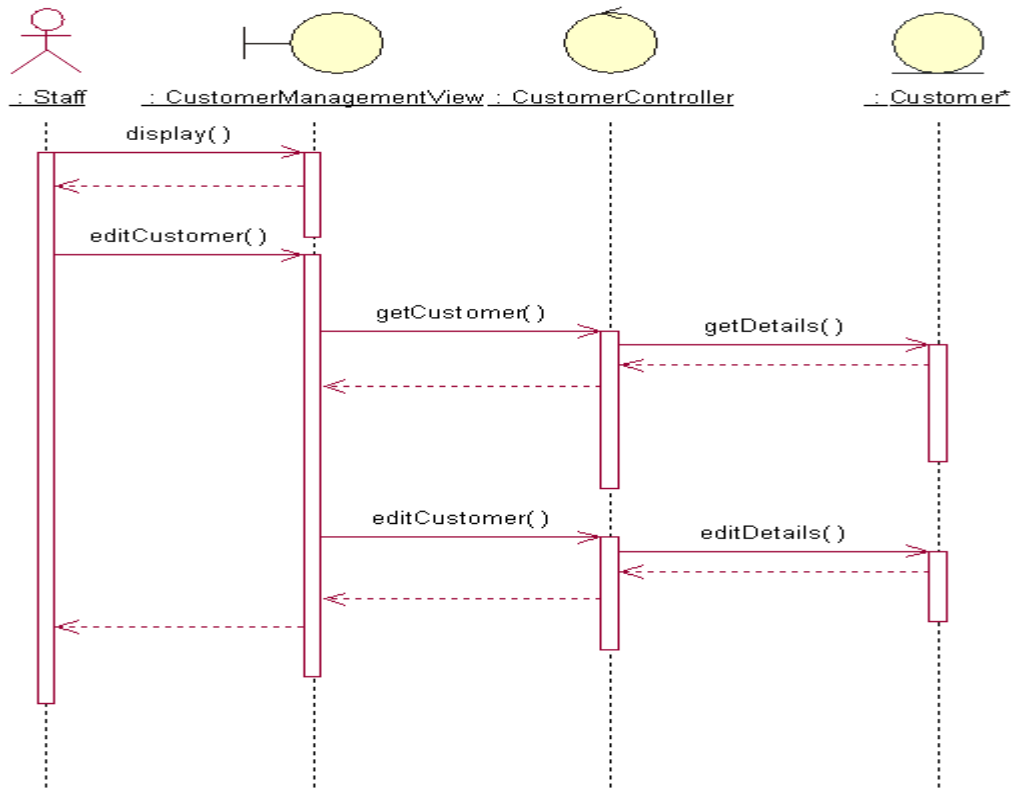 : Staff
: CustomerManagementView
: CustomerController
: Customer*
display( )
editCustomer( )
getCustomer( )
getDetails( )
editCustomer( )
editDetails( )